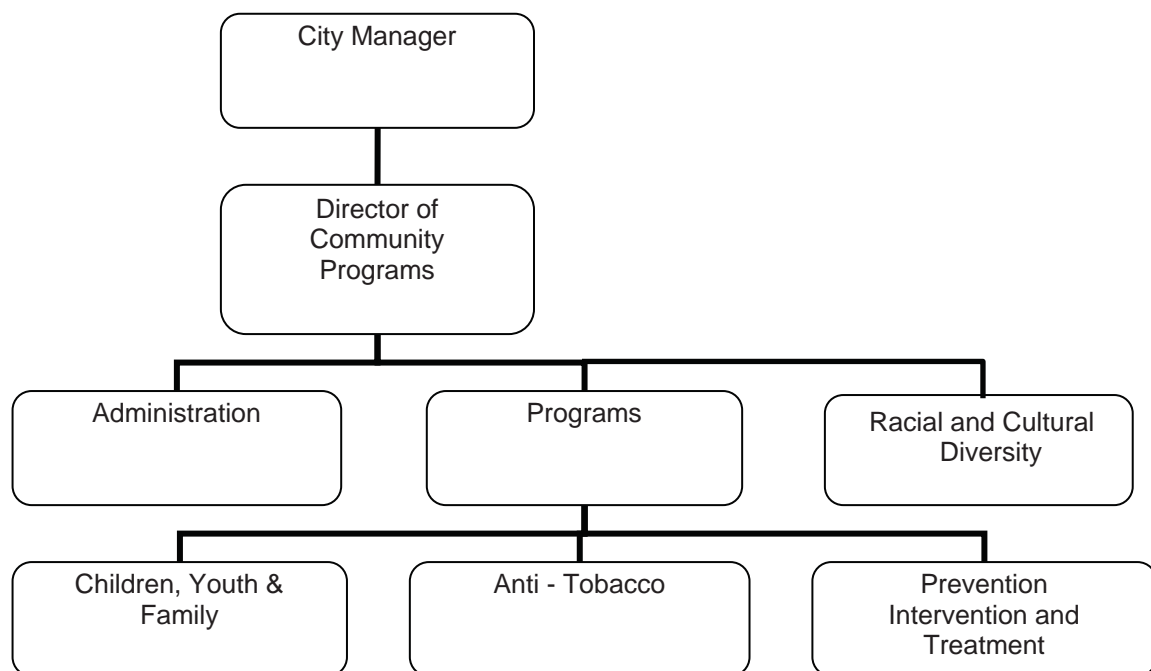 City Manager
Director of
Community
Programs
Administration
Programs
Racial and Cultural
Diversity
Children, Youth &
Family
Anti - Tobacco
Prevention
Intervention and
Treatment